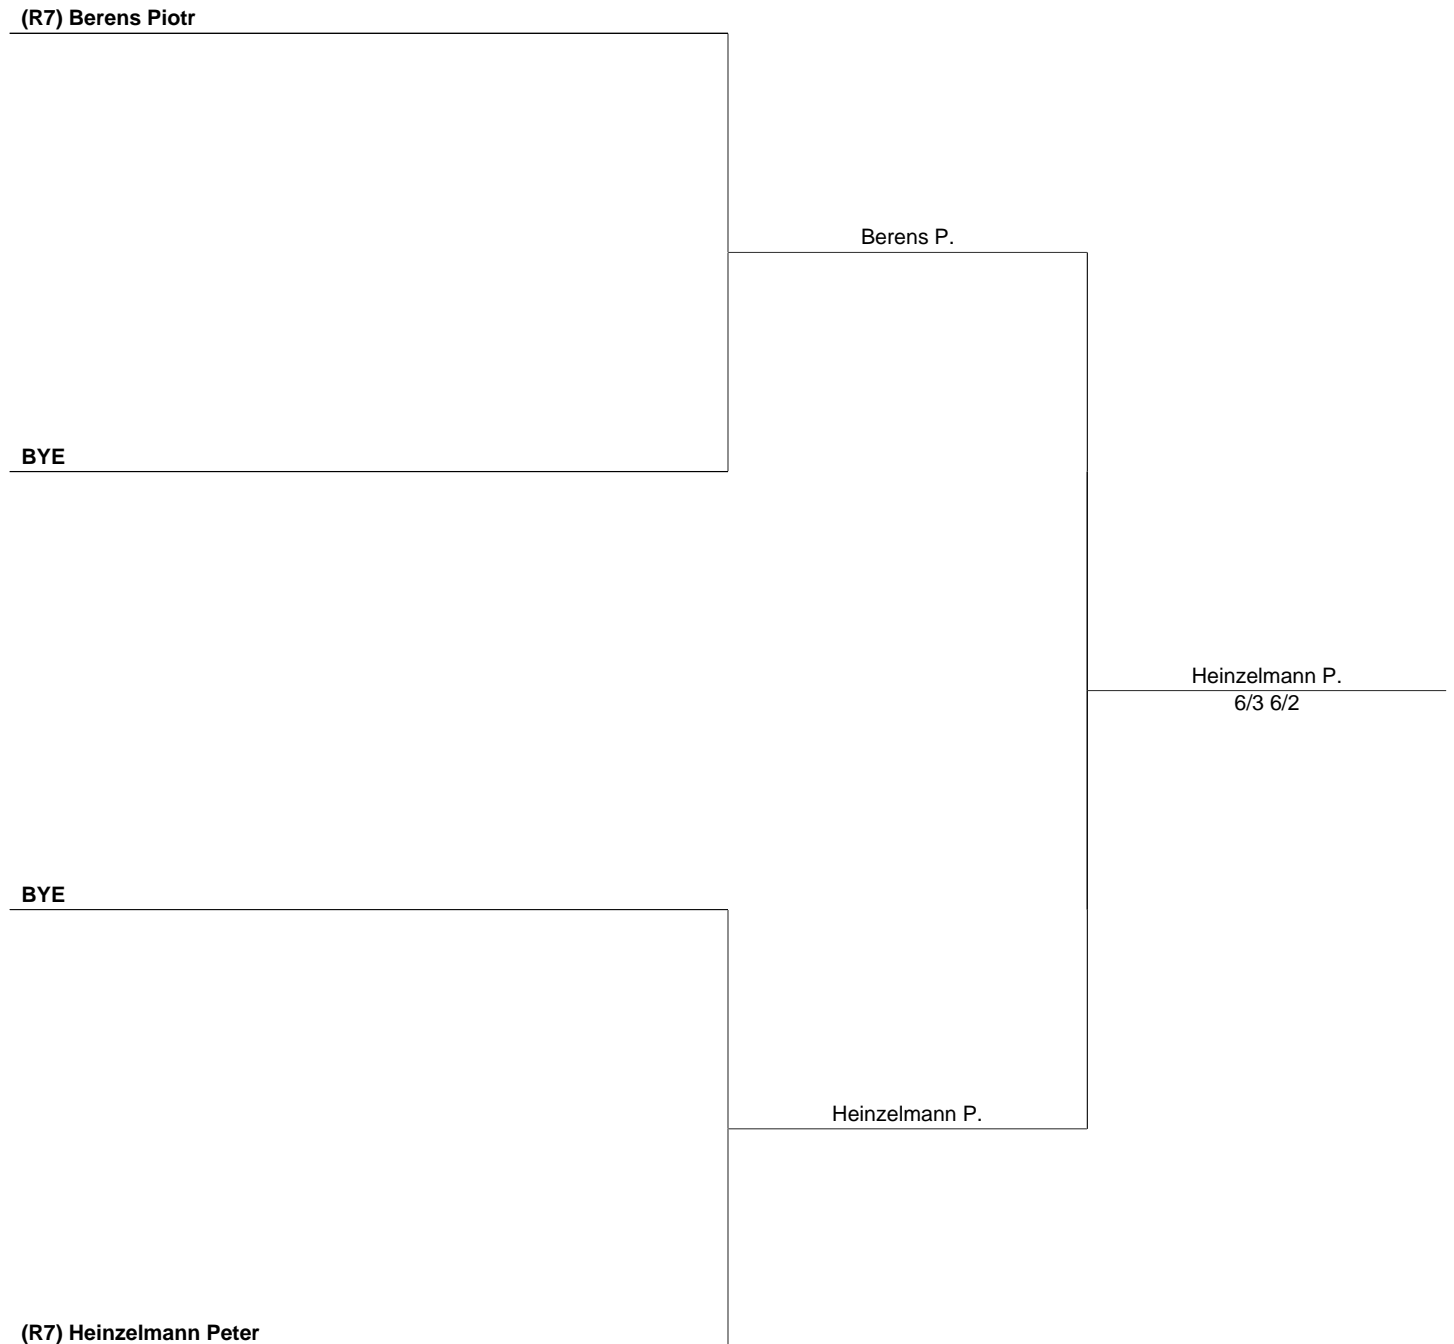 (R7) Berens Piotr
Berens P.
BYE
Heinzelmann P.
6/3 6/2
BYE
Heinzelmann P.
(R7) Heinzelmann Peter